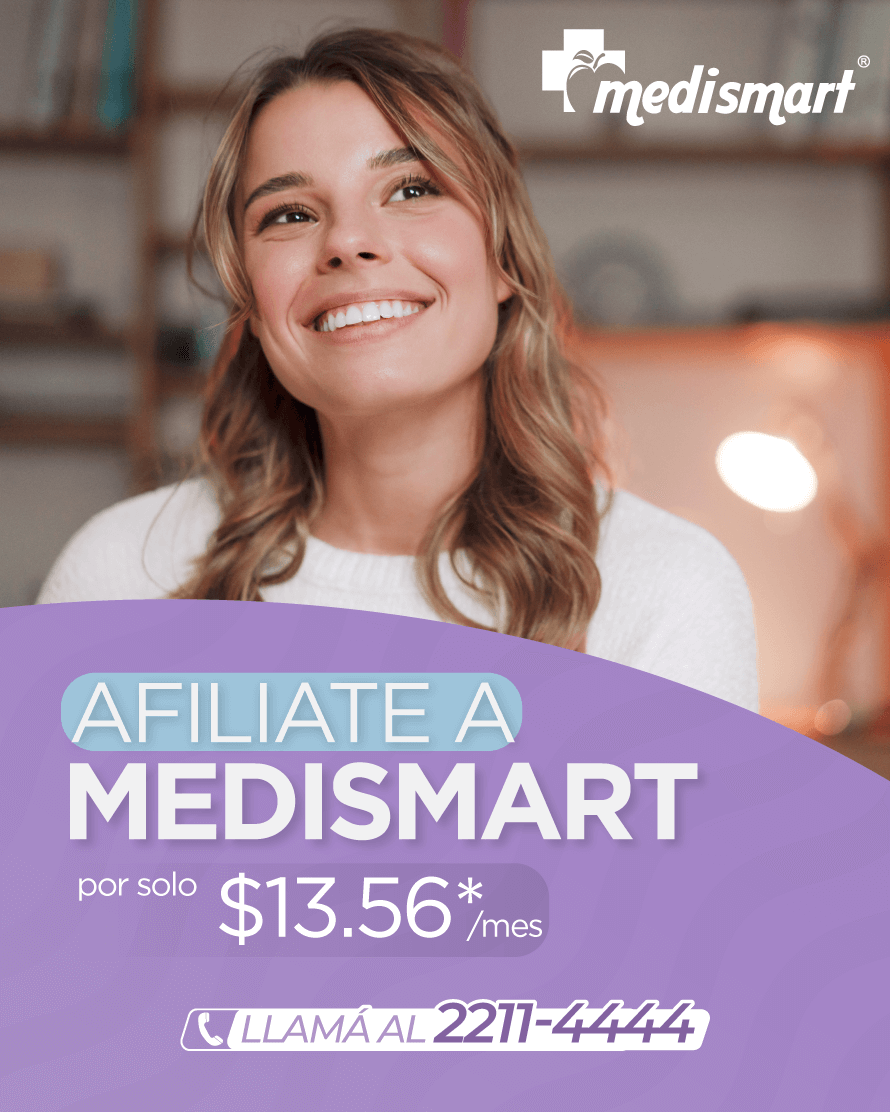 medismart®
AFILIATE A
MEDISMART
por solo $13.56*/mes
LLAMÁ AL 2211-4444